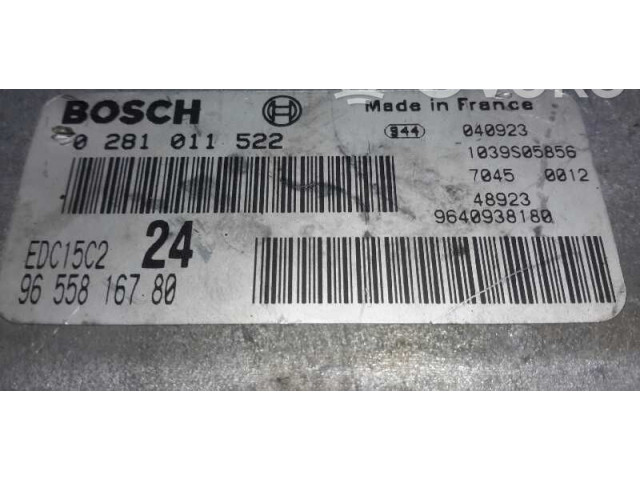 BOSCH
Made in France
0 281 011 522
S44 040923
1039S05856
7045 0012
48923
9640938180
EDC15C2 24
96 558 167 80